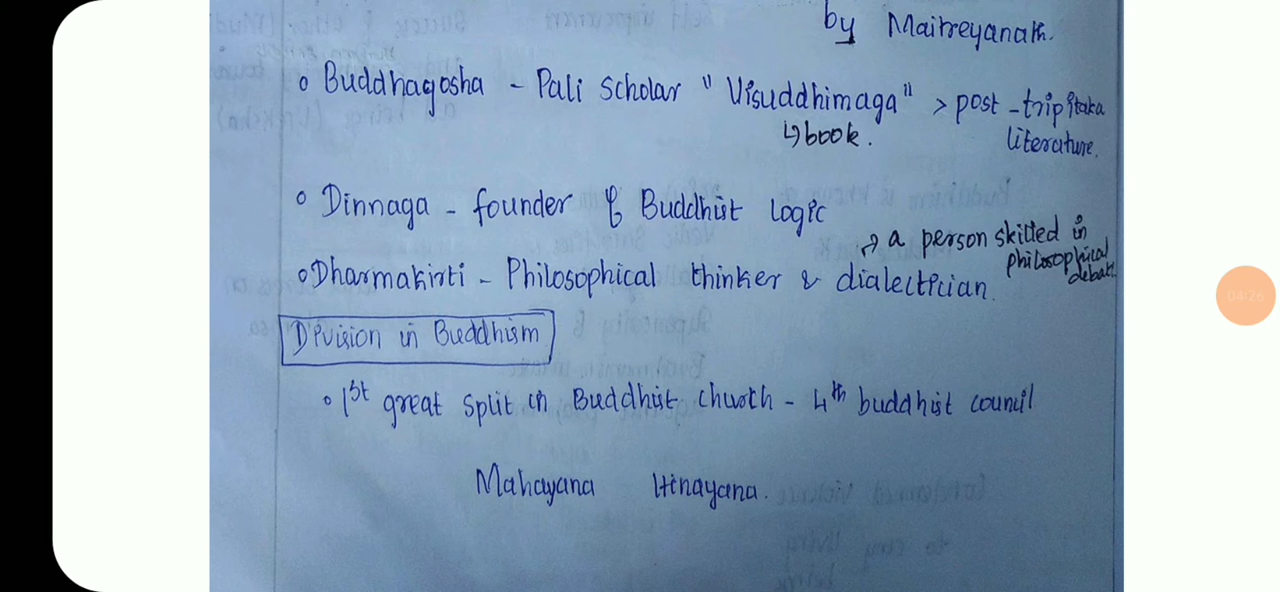 by Maitreyanath.
Buddhagosha - Pali Scholar "Visuddhimaga" > post-tripitaka
↳book.
literature.
Dinnaga - founder of Buddhist Logic
→ a person skilled in
philosophical
debate.
Dharmakirti - Philosophical thinker & dialectician.
Division in Buddhism
1st great split in Buddhist church - 4th buddhist council
Mahayana Hinayana.
04:26